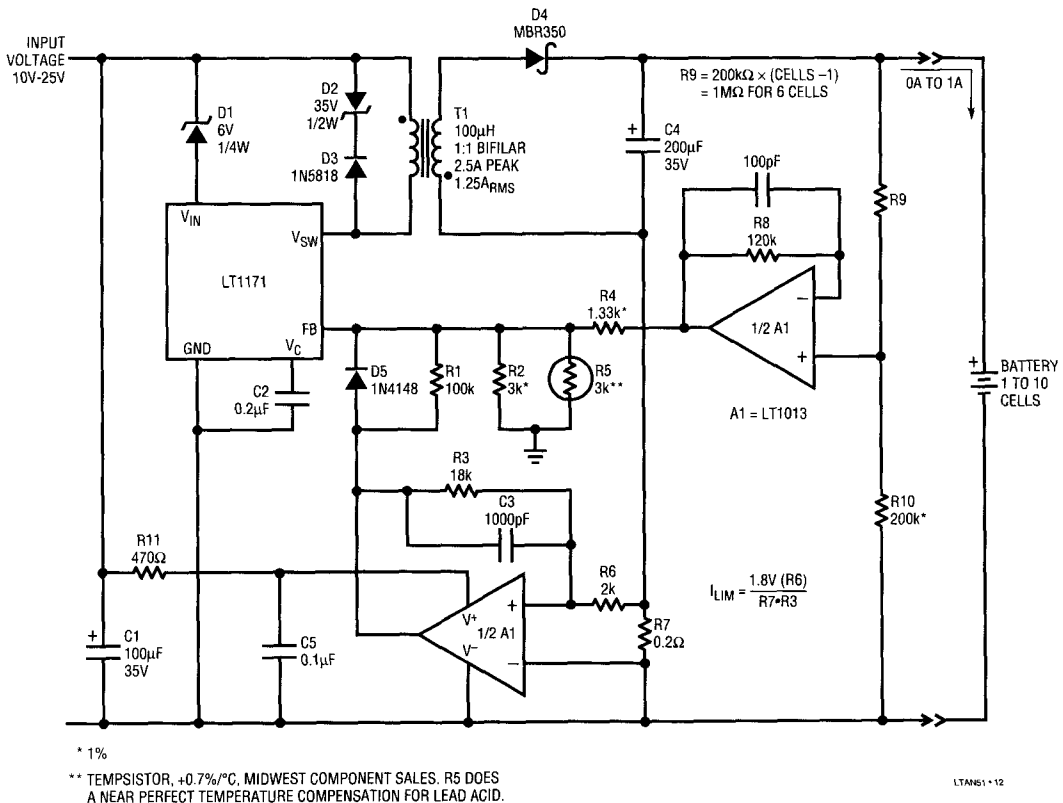 D4
MBR350
INPUT
VOLTAGE
10V-25V
D1
6V
1/4W
D2
35V
1/2W
D3
1N5818
T1
100µH
1:1 BIFILAR
2.5A PEAK
1.25ARMS
R9 = 200kΩ × (CELLS –1)
= 1MΩ FOR 6 CELLS
0A TO 1A
+
C4
200µF
35V
100pF
R8
120k
R9
VIN
VSW
LT1171
FB
GND
VC
C2
0.2µF
D5
1N4148
R1
100k
R2
3k*
R5
3k**
R4
1.33k*
–
1/2 A1
+
A1 = LT1013
+
BATTERY
1 TO 10
CELLS
R3
18k
C3
1000pF
R10
200k*
R11
470Ω
R6
2k
ILIM = 1.8V (R6)
R7•R3
+
V+
1/2 A1
V–
–
R7
0.2Ω
+
C1
100µF
35V
C5
0.1µF
* 1%
** TEMPSISTOR, +0.7%/°C, MIDWEST COMPONENT SALES. R5 DOES
A NEAR PERFECT TEMPERATURE COMPENSATION FOR LEAD ACID.
LTAN51 • 12